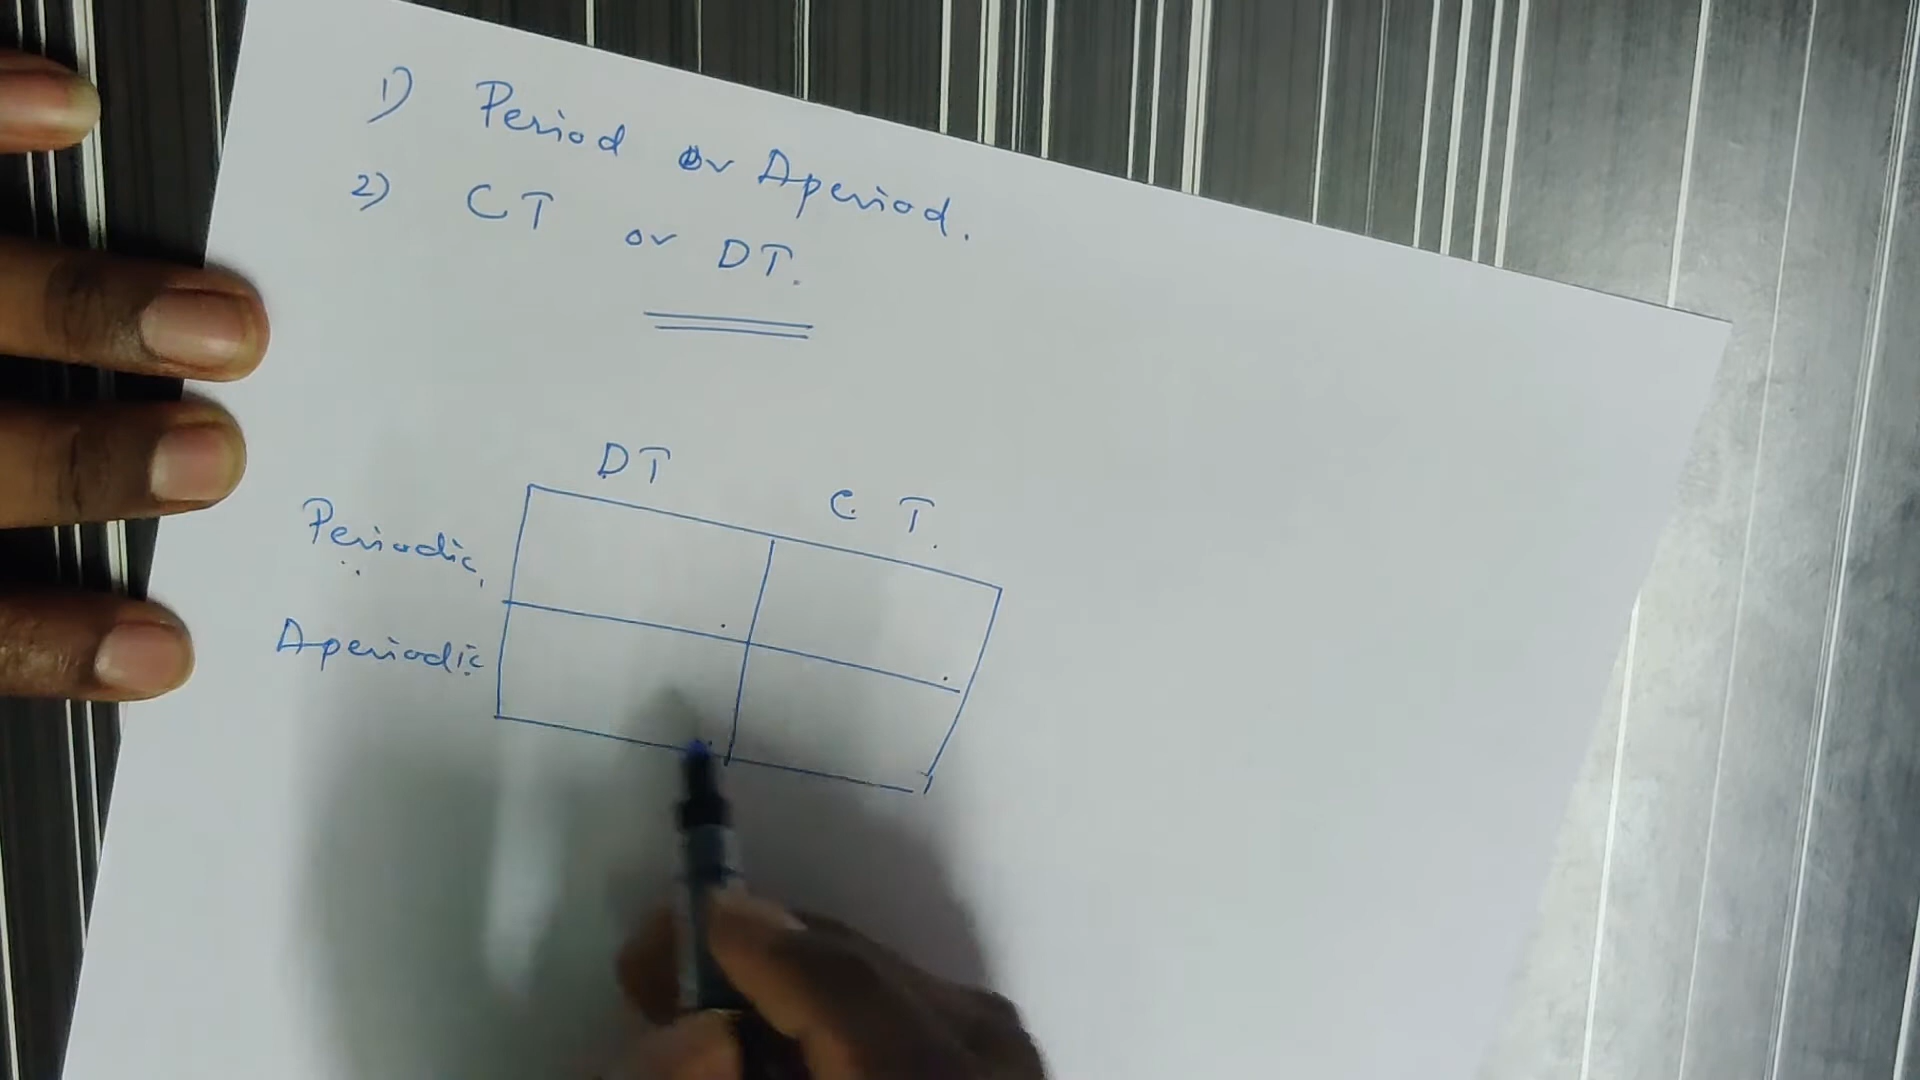 1) Period or Aperiod.
2) CT or DT.
DT C T.
Periodic
Aperiodic